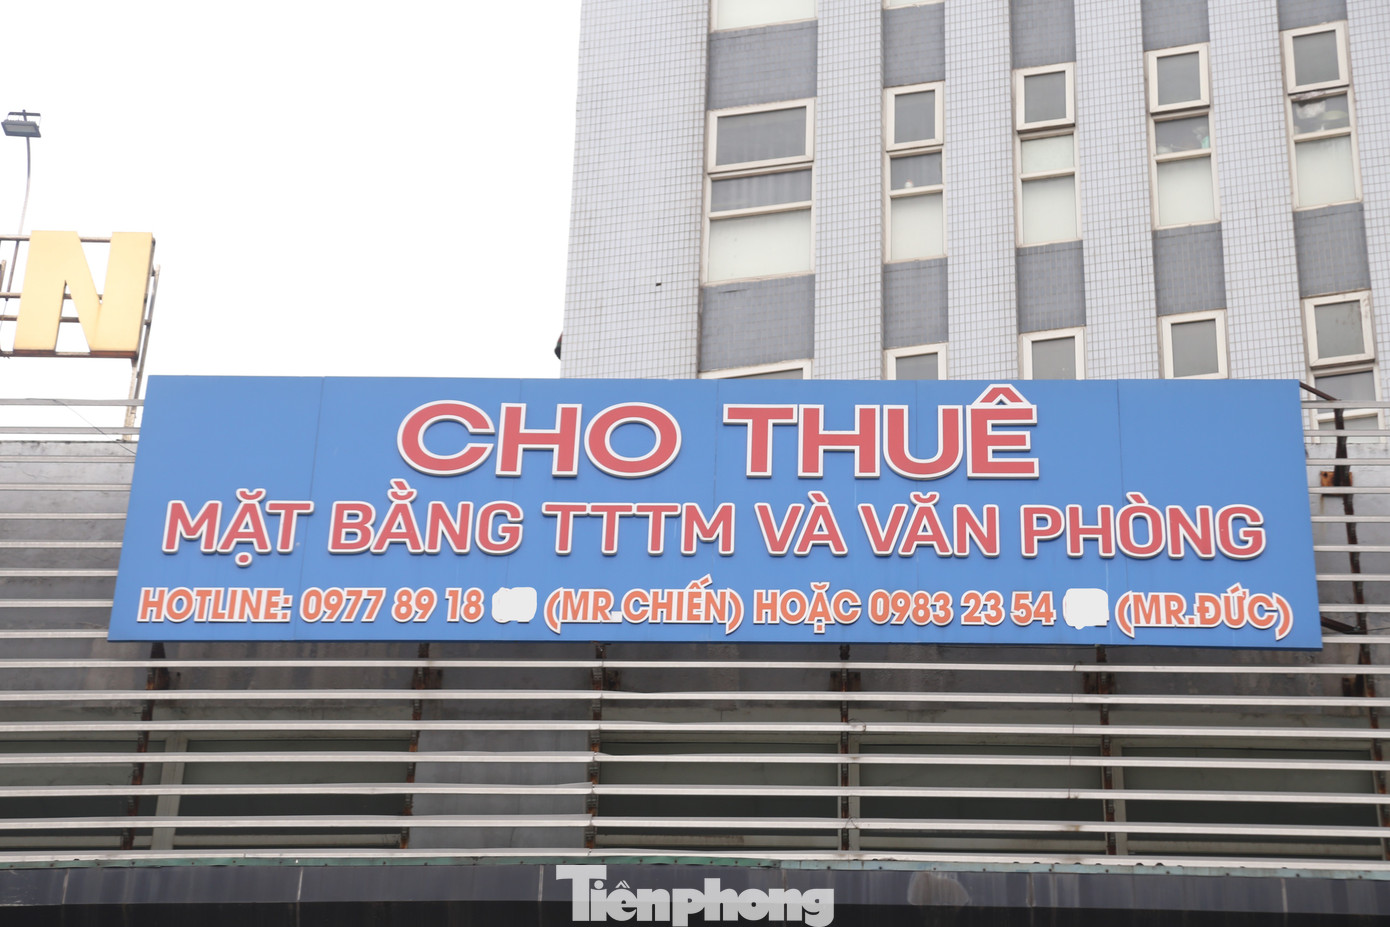 N
CHO THUÊ
MẶT BẰNG TTTM VÀ VĂN PHÒNG
HOTLINE: 0977 89 18 (MR.CHIẾN) HOẶC 0983 23 54 (MR.ĐỨC)
Tiênphong